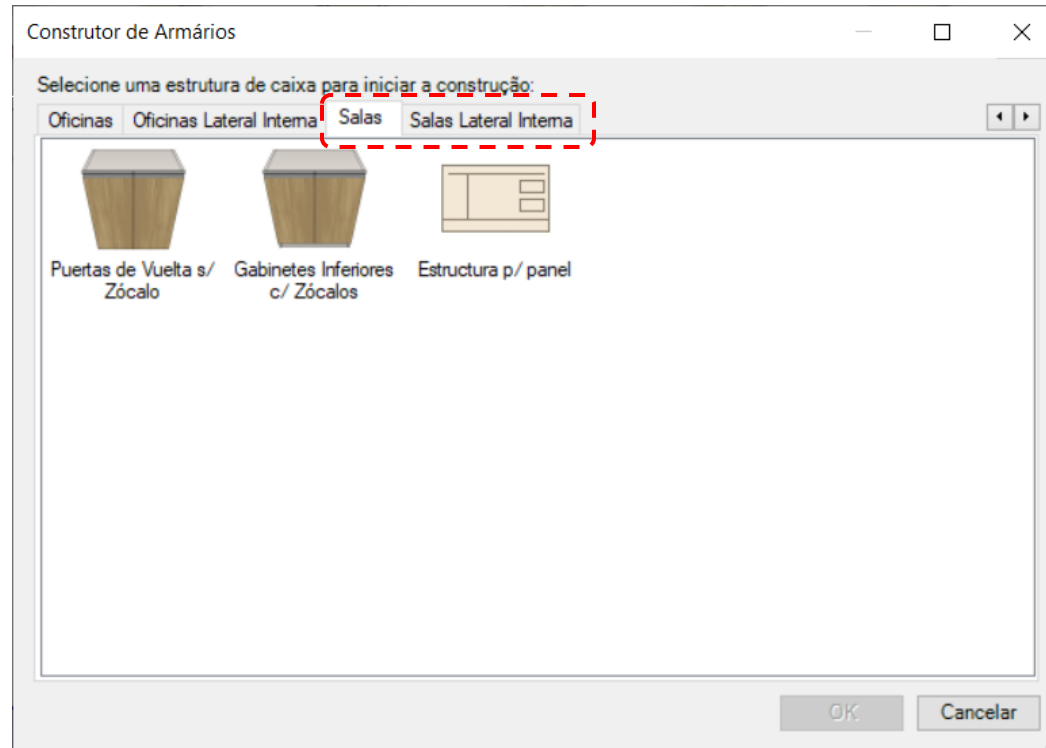 Construtor de Armários
Selecione uma estrutura de caixa para iniciar a construção:
Oficinas Oficinas Lateral Interna Salas Salas Lateral Interna
Puertas de Vuelta s/ Gabinetes Inferiores Estructura p/ panel
Zócalo c/ Zócalos
OK Cancelar